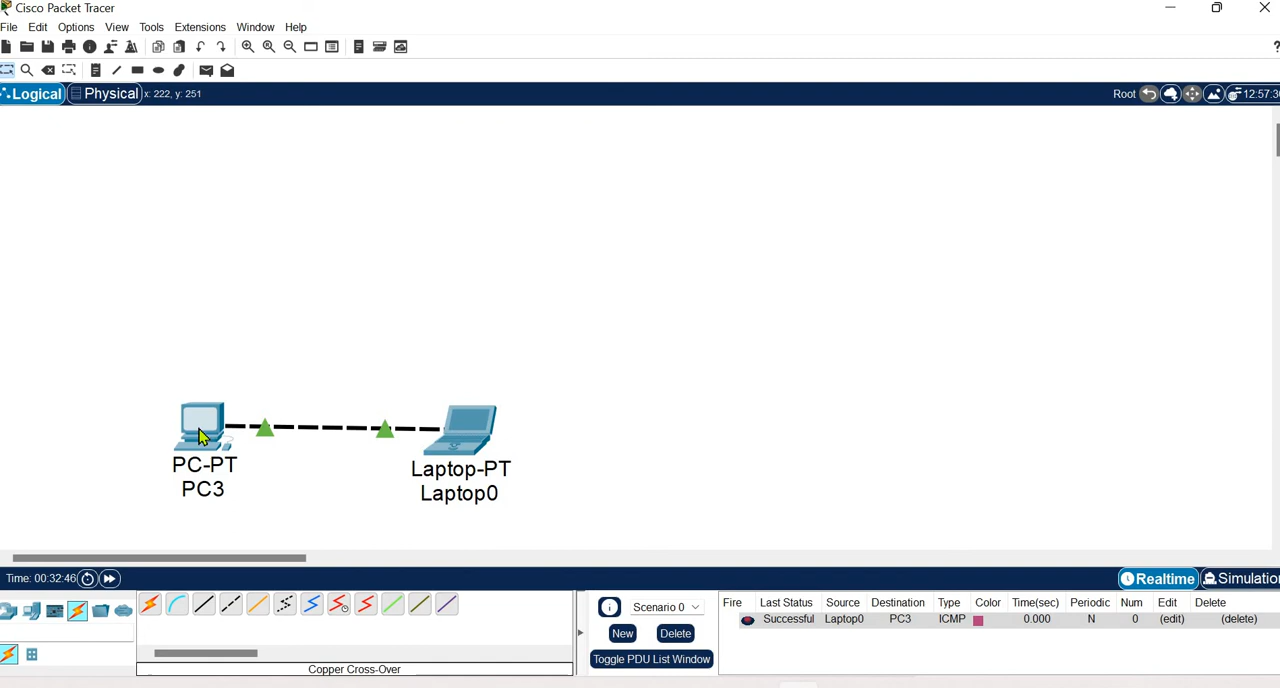 Cisco Packet Tracer
File Edit Options View Tools Extensions Window Help
?
Logical Physical x: 222, y: 251 Root 12:57:3
PC-PT
PC3
Laptop-PT
Laptop0
Time: 00:32:46 Realtime Simulation
Scenario 0
New Delete
Toggle PDU List Window
Fire Last Status Source Destination Type Color Time(sec) Periodic Num Edit Delete
Successful Laptop0 PC3 ICMP 0.000 N 0 (edit) (delete)
Copper Cross-Over